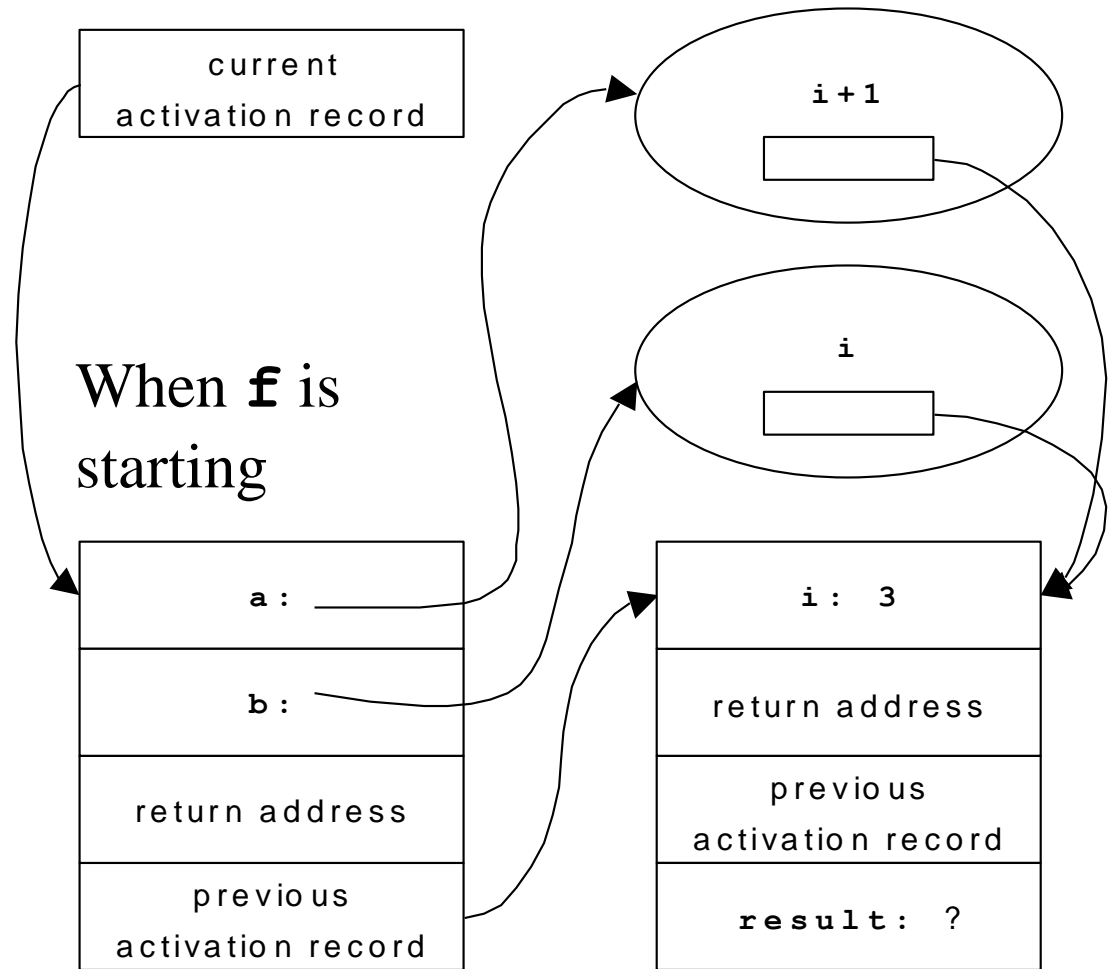 current
activation record
i+1
i
When f is
starting
a:
b:
return address
previous
activation record
i: 3
return address
previous
activation record
result: ?